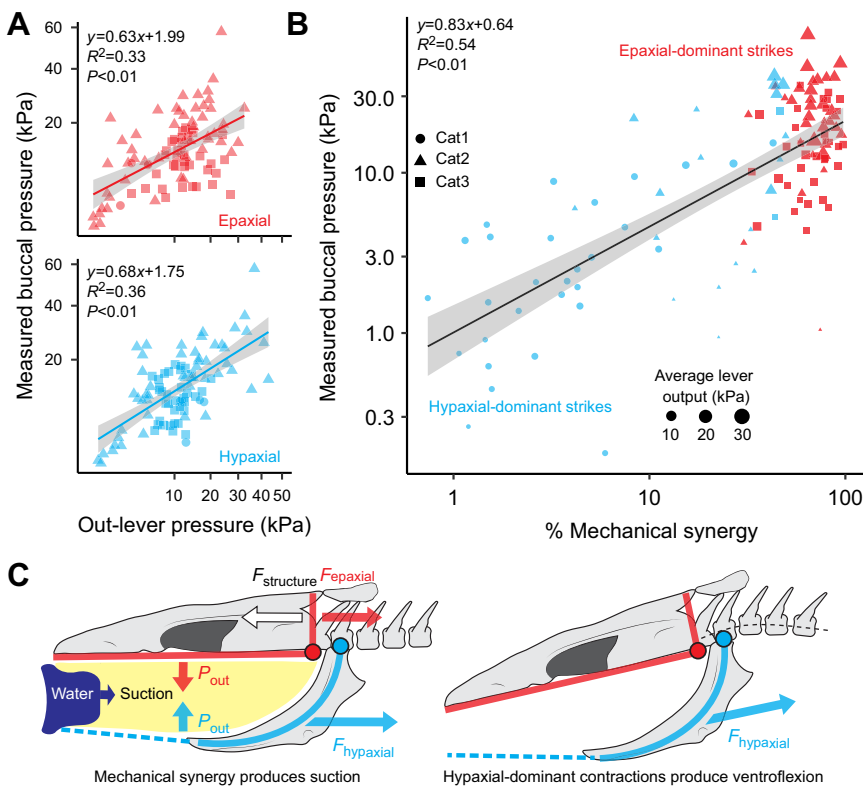 A
Measured buccal pressure (kPa)
60
40
20
y=0.63x+1.99
R²=0.33
P<0.01
Epaxial
Measured buccal pressure (kPa)
60
40
20
y=0.68x+1.75
R²=0.36
P<0.01
Hypaxial
10 20 30 40 50
Out-lever pressure (kPa)
B
Measured buccal pressure (kPa)
30.0
10.0
3.0
1.0
0.3
y=0.83x+0.64
R²=0.54
P<0.01
Epaxial-dominant strikes
Cat1
Cat2
Cat3
Hypaxial-dominant strikes
Average lever
output (kPa)
10 20 30
1 10 100
% Mechanical synergy
C
Fstructure Fepaxial
Pout
Water Suction
Pout
Fhypaxial
Mechanical synergy produces suction
Fhypaxial
Hypaxial-dominant contractions produce ventroflexion